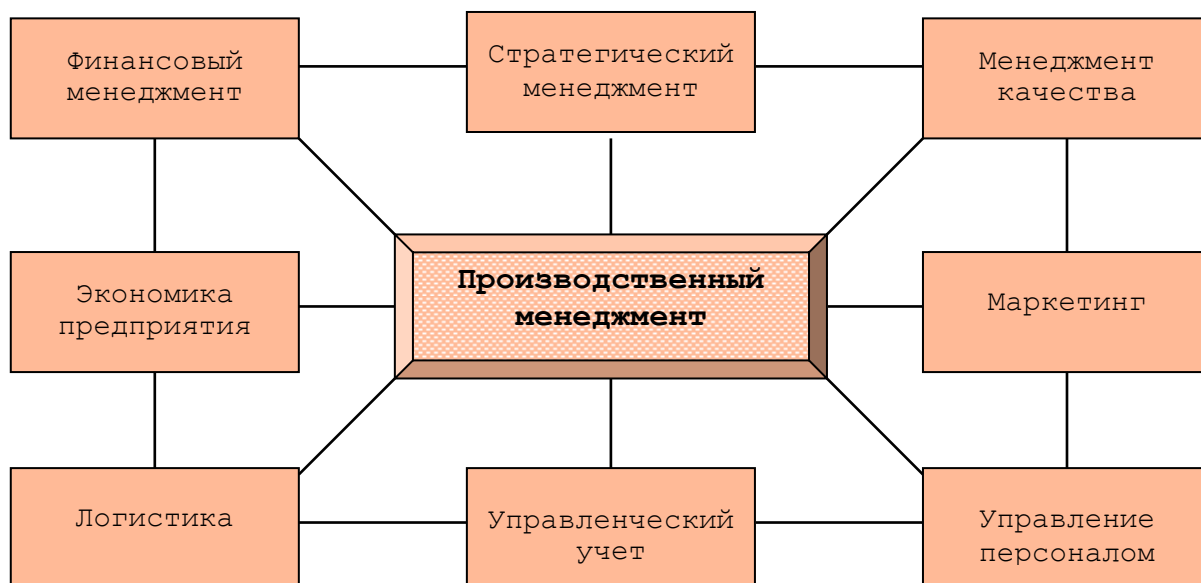 Финансовый
менеджмент
Стратегический
менеджмент
Менеджмент
качества
Экономика
предприятия
Производственный
менеджмент
Маркетинг
Логистика
Управленческий
учет
Управление
персоналом